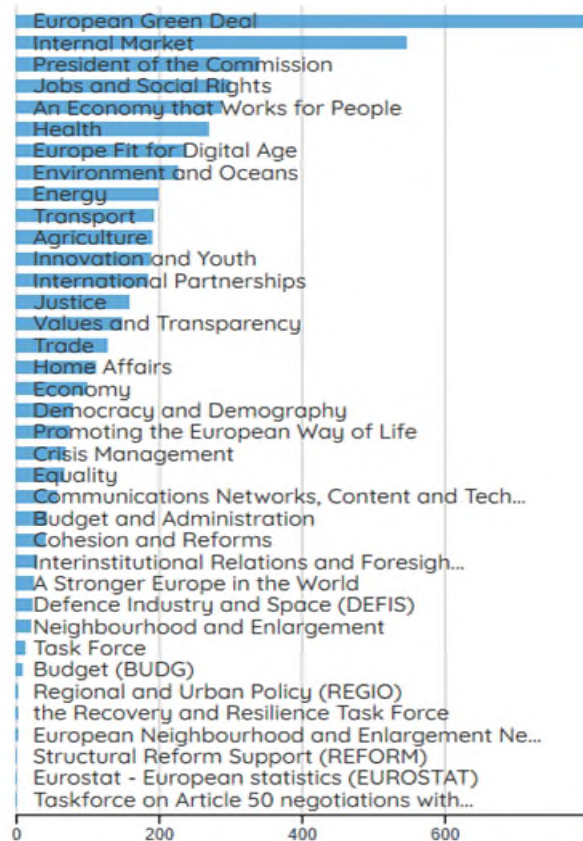 European Green Deal
Internal Market
President of the Commission
Jobs and Social Rights
An Economy that Works for People
Health
Europe Fit for Digital Age
Environment and Oceans
Energy
Transport
Agriculture
Innovation and Youth
International Partnerships
Justice
Values and Transparency
Trade
Home Affairs
Economy
Democracy and Demography
Promoting the European Way of Life
Crisis Management
Equality
Communications Networks, Content and Tech...
Budget and Administration
Cohesion and Reforms
Interinstitutional Relations and Foresigh...
A Stronger Europe in the World
Defence Industry and Space (DEFIS)
Neighbourhood and Enlargement
Task Force
Budget (BUDG)
Regional and Urban Policy (REGIO)
the Recovery and Resilience Task Force
European Neighbourhood and Enlargement Ne...
Structural Reform Support (REFORM)
Eurostat - European statistics (EUROSTAT)
Taskforce on Article 50 negotiations with...
0 200 400 600